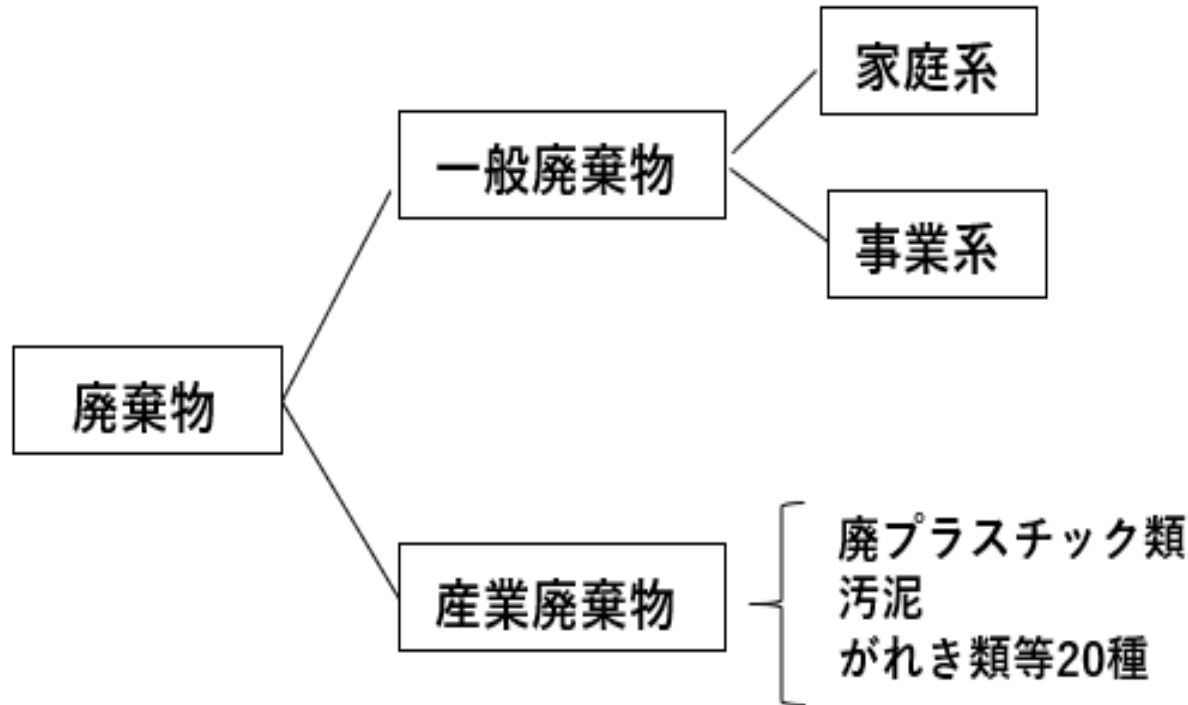 家庭系
一般廃棄物
事業系
廃棄物
産業廃棄物
廃プラスチック類
汚泥
がれき類等20種